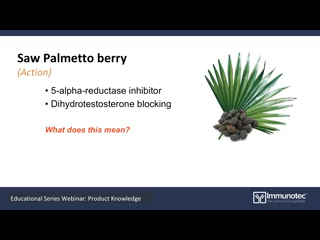 Saw Palmetto berry
(Action)
• 5-alpha-reductase inhibitor
• Dihydrotestosterone blocking
What does this mean?
Educational Series Webinar: Product Knowledge
Immunotec